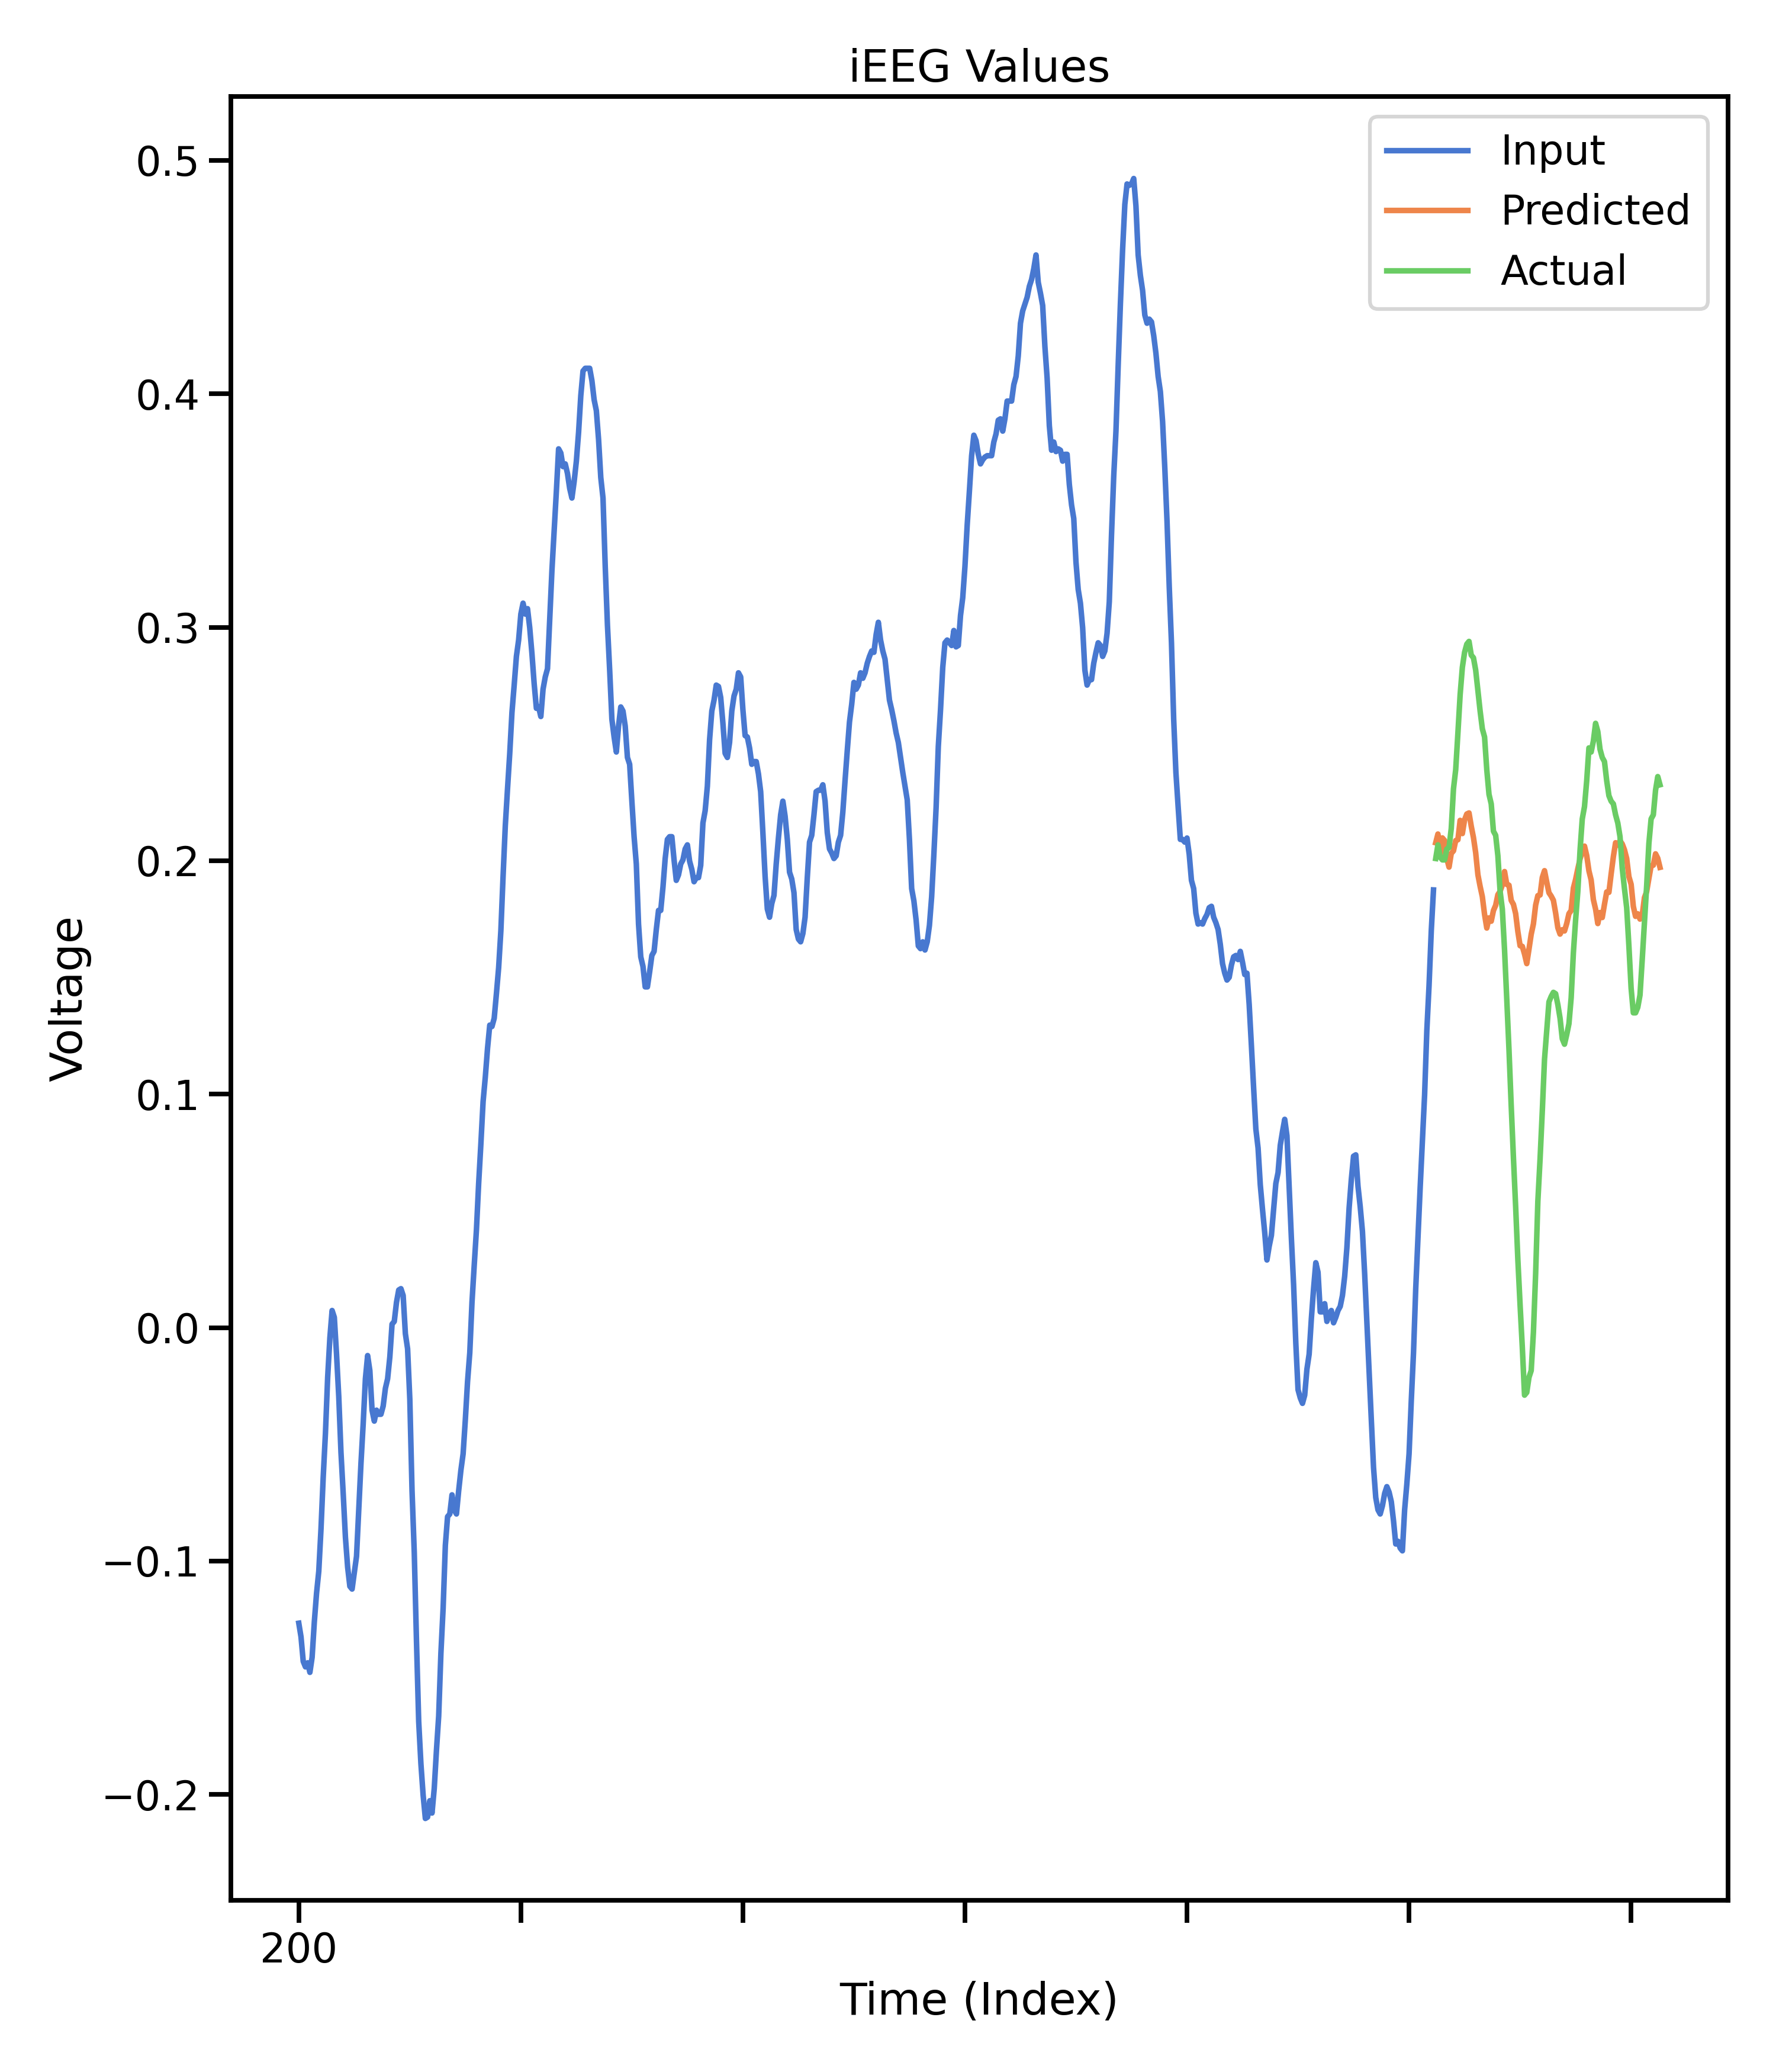 iEEG Values
Input
Predicted
Actual
0.5
0.4
0.3
0.2
0.1
0.0
−0.1
−0.2
Voltage
200
Time (Index)